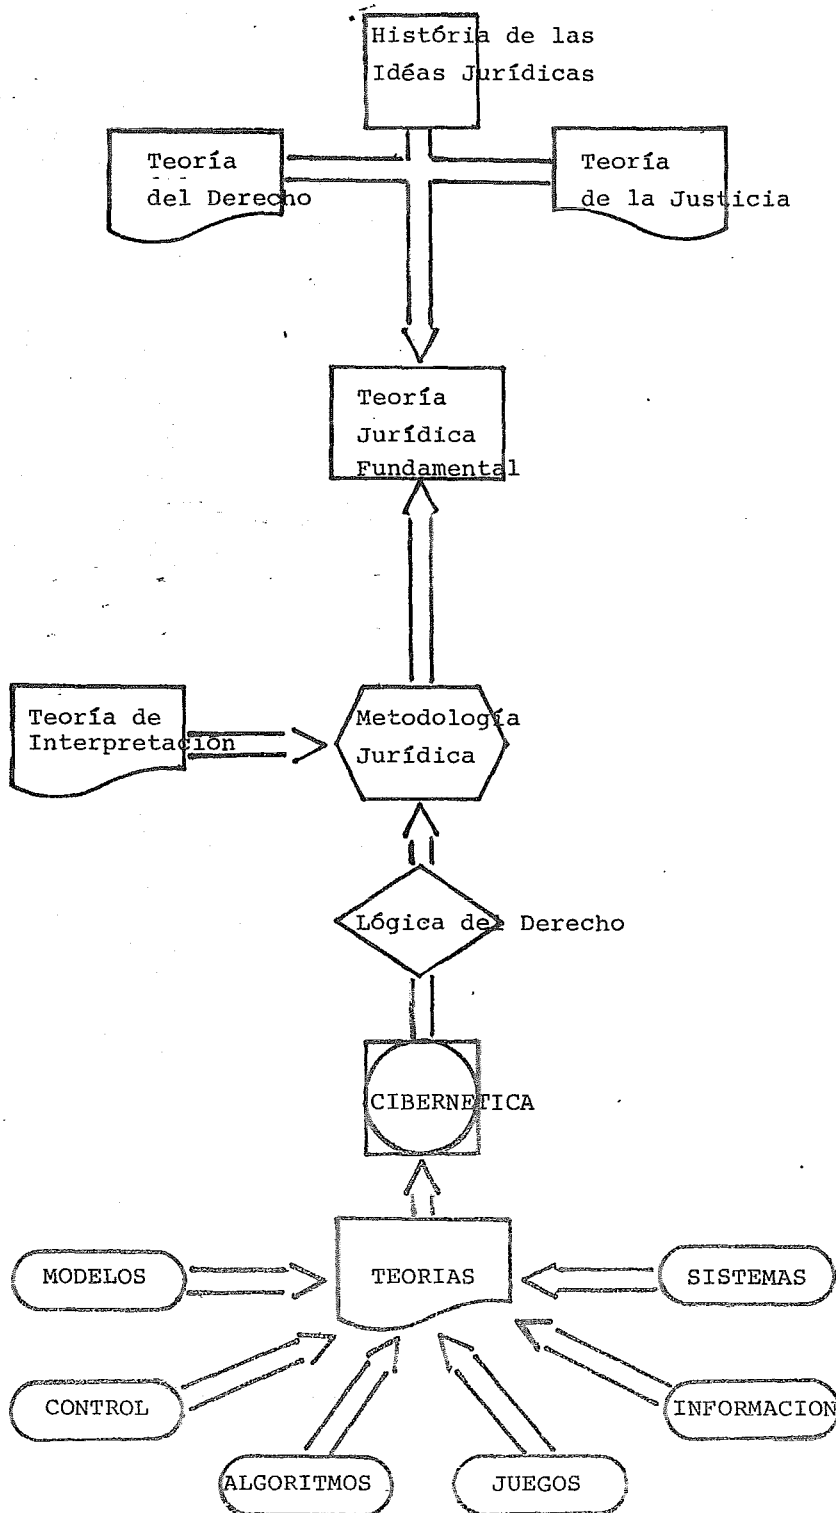 História de las
Idéas Jurídicas
Teoría
del Derecho
Teoría
de la Justicia
Teoría
Jurídica
Fundamental
Teoría de
Interpretación
Metodología
Jurídica
Lógica del Derecho
CIBERNETICA
TEORIAS
MODELOS
SISTEMAS
CONTROL
INFORMACION
ALGORITMOS
JUEGOS